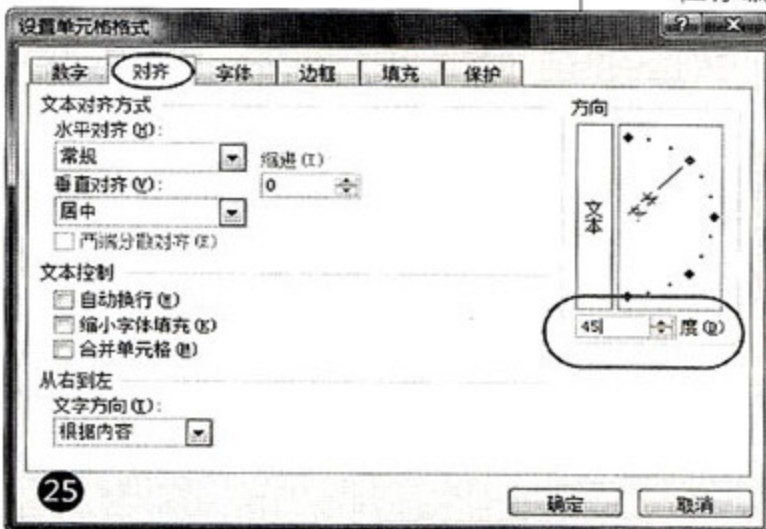 设置单元格格式
数字 对齐 字体 边框 填充 保护
文本对齐方式
水平对齐(H):
常规
缩进(I)
垂直对齐(V):
0
居中
两端分散对齐(E)
文本控制
自动换行(W)
缩小字体填充(K)
合并单元格(M)
从右到左
文字方向(T):
根据内容
方向
文本
文本
45 度(D)
25
确定 取消